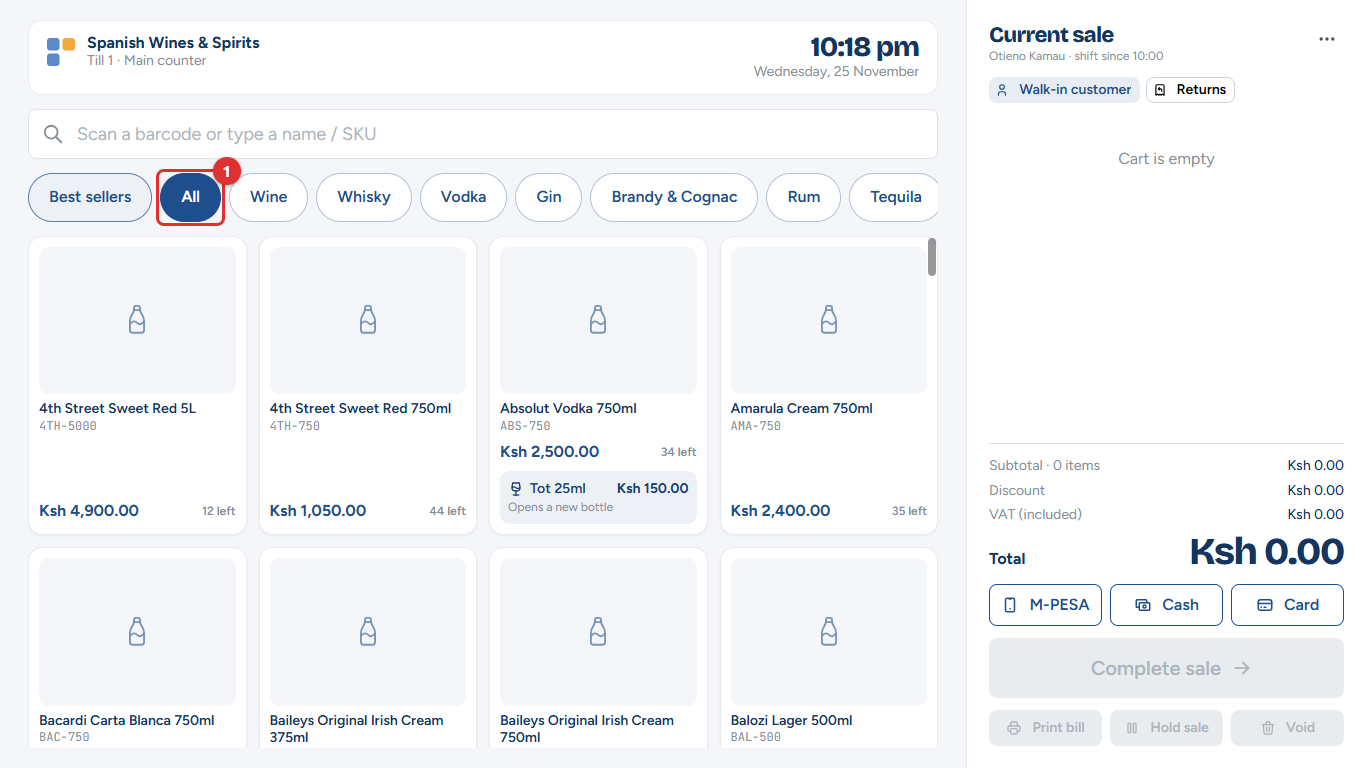 Spanish Wines & Spirits
Till 1 · Main counter
10:18 pm
Wednesday, 25 November
Scan a barcode or type a name / SKU
1
Best sellers
All
Wine
Whisky
Vodka
Gin
Brandy & Cognac
Rum
Tequila
4th Street Sweet Red 5L
4TH-5000
Ksh 4,900.00
12 left
4th Street Sweet Red 750ml
4TH-750
Ksh 1,050.00
44 left
Absolut Vodka 750ml
ABS-750
Ksh 2,500.00
34 left
Tot 25ml
Ksh 150.00
Opens a new bottle
Amarula Cream 750ml
AMA-750
Ksh 2,400.00
35 left
Bacardi Carta Blanca 750ml
BAC-750
Baileys Original Irish Cream
375ml
Baileys Original Irish Cream
750ml
Balozi Lager 500ml
BAL-500
Current sale
Otieno Kamau · shift since 10:00
Walk-in customer
Returns
Cart is empty
Subtotal · 0 items
Ksh 0.00
Discount
Ksh 0.00
VAT (included)
Ksh 0.00
Total
Ksh 0.00
M-PESA
Cash
Card
Complete sale
Print bill
Hold sale
Void